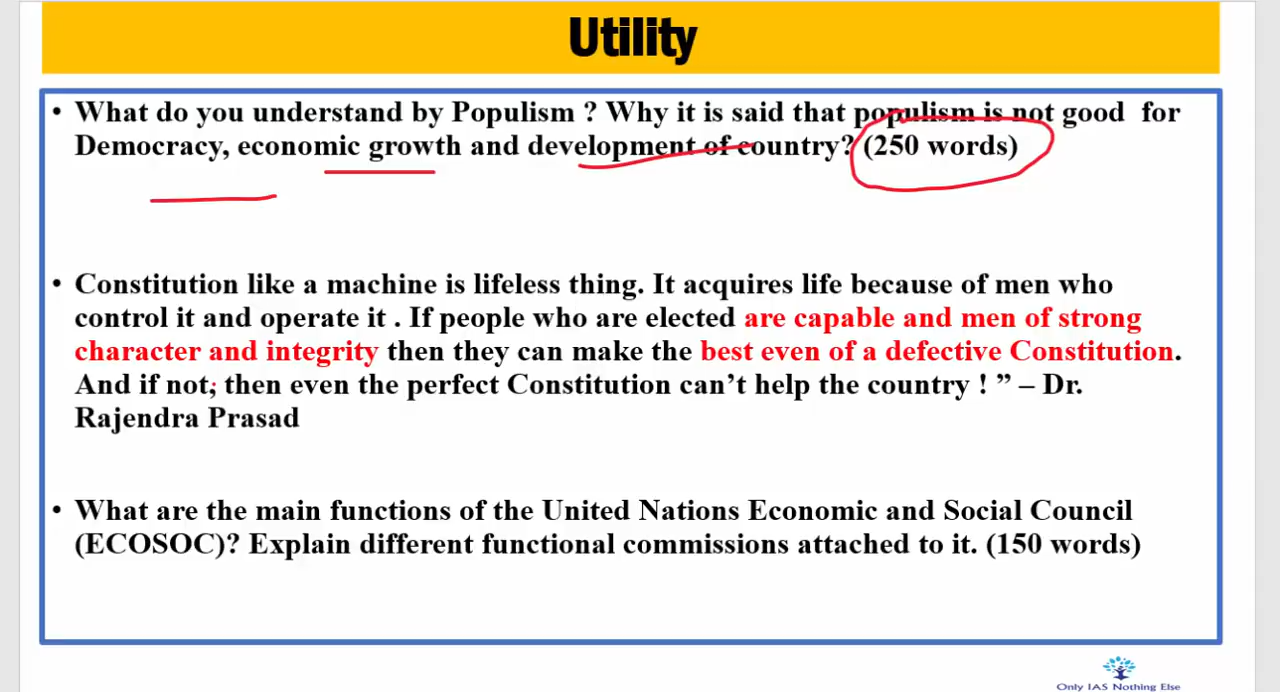 Utility
• What do you understand by Populism ? Why it is said that populism is not good for
Democracy, economic growth and development of country? (250 words)
• Constitution like a machine is lifeless thing. It acquires life because of men who
control it and operate it . If people who are elected are capable and men of strong
character and integrity then they can make the best even of a defective Constitution.
And if not; then even the perfect Constitution can’t help the country ! ” – Dr.
Rajendra Prasad
• What are the main functions of the United Nations Economic and Social Council
(ECOSOC)? Explain different functional commissions attached to it. (150 words)
Only IAS Nothing Else